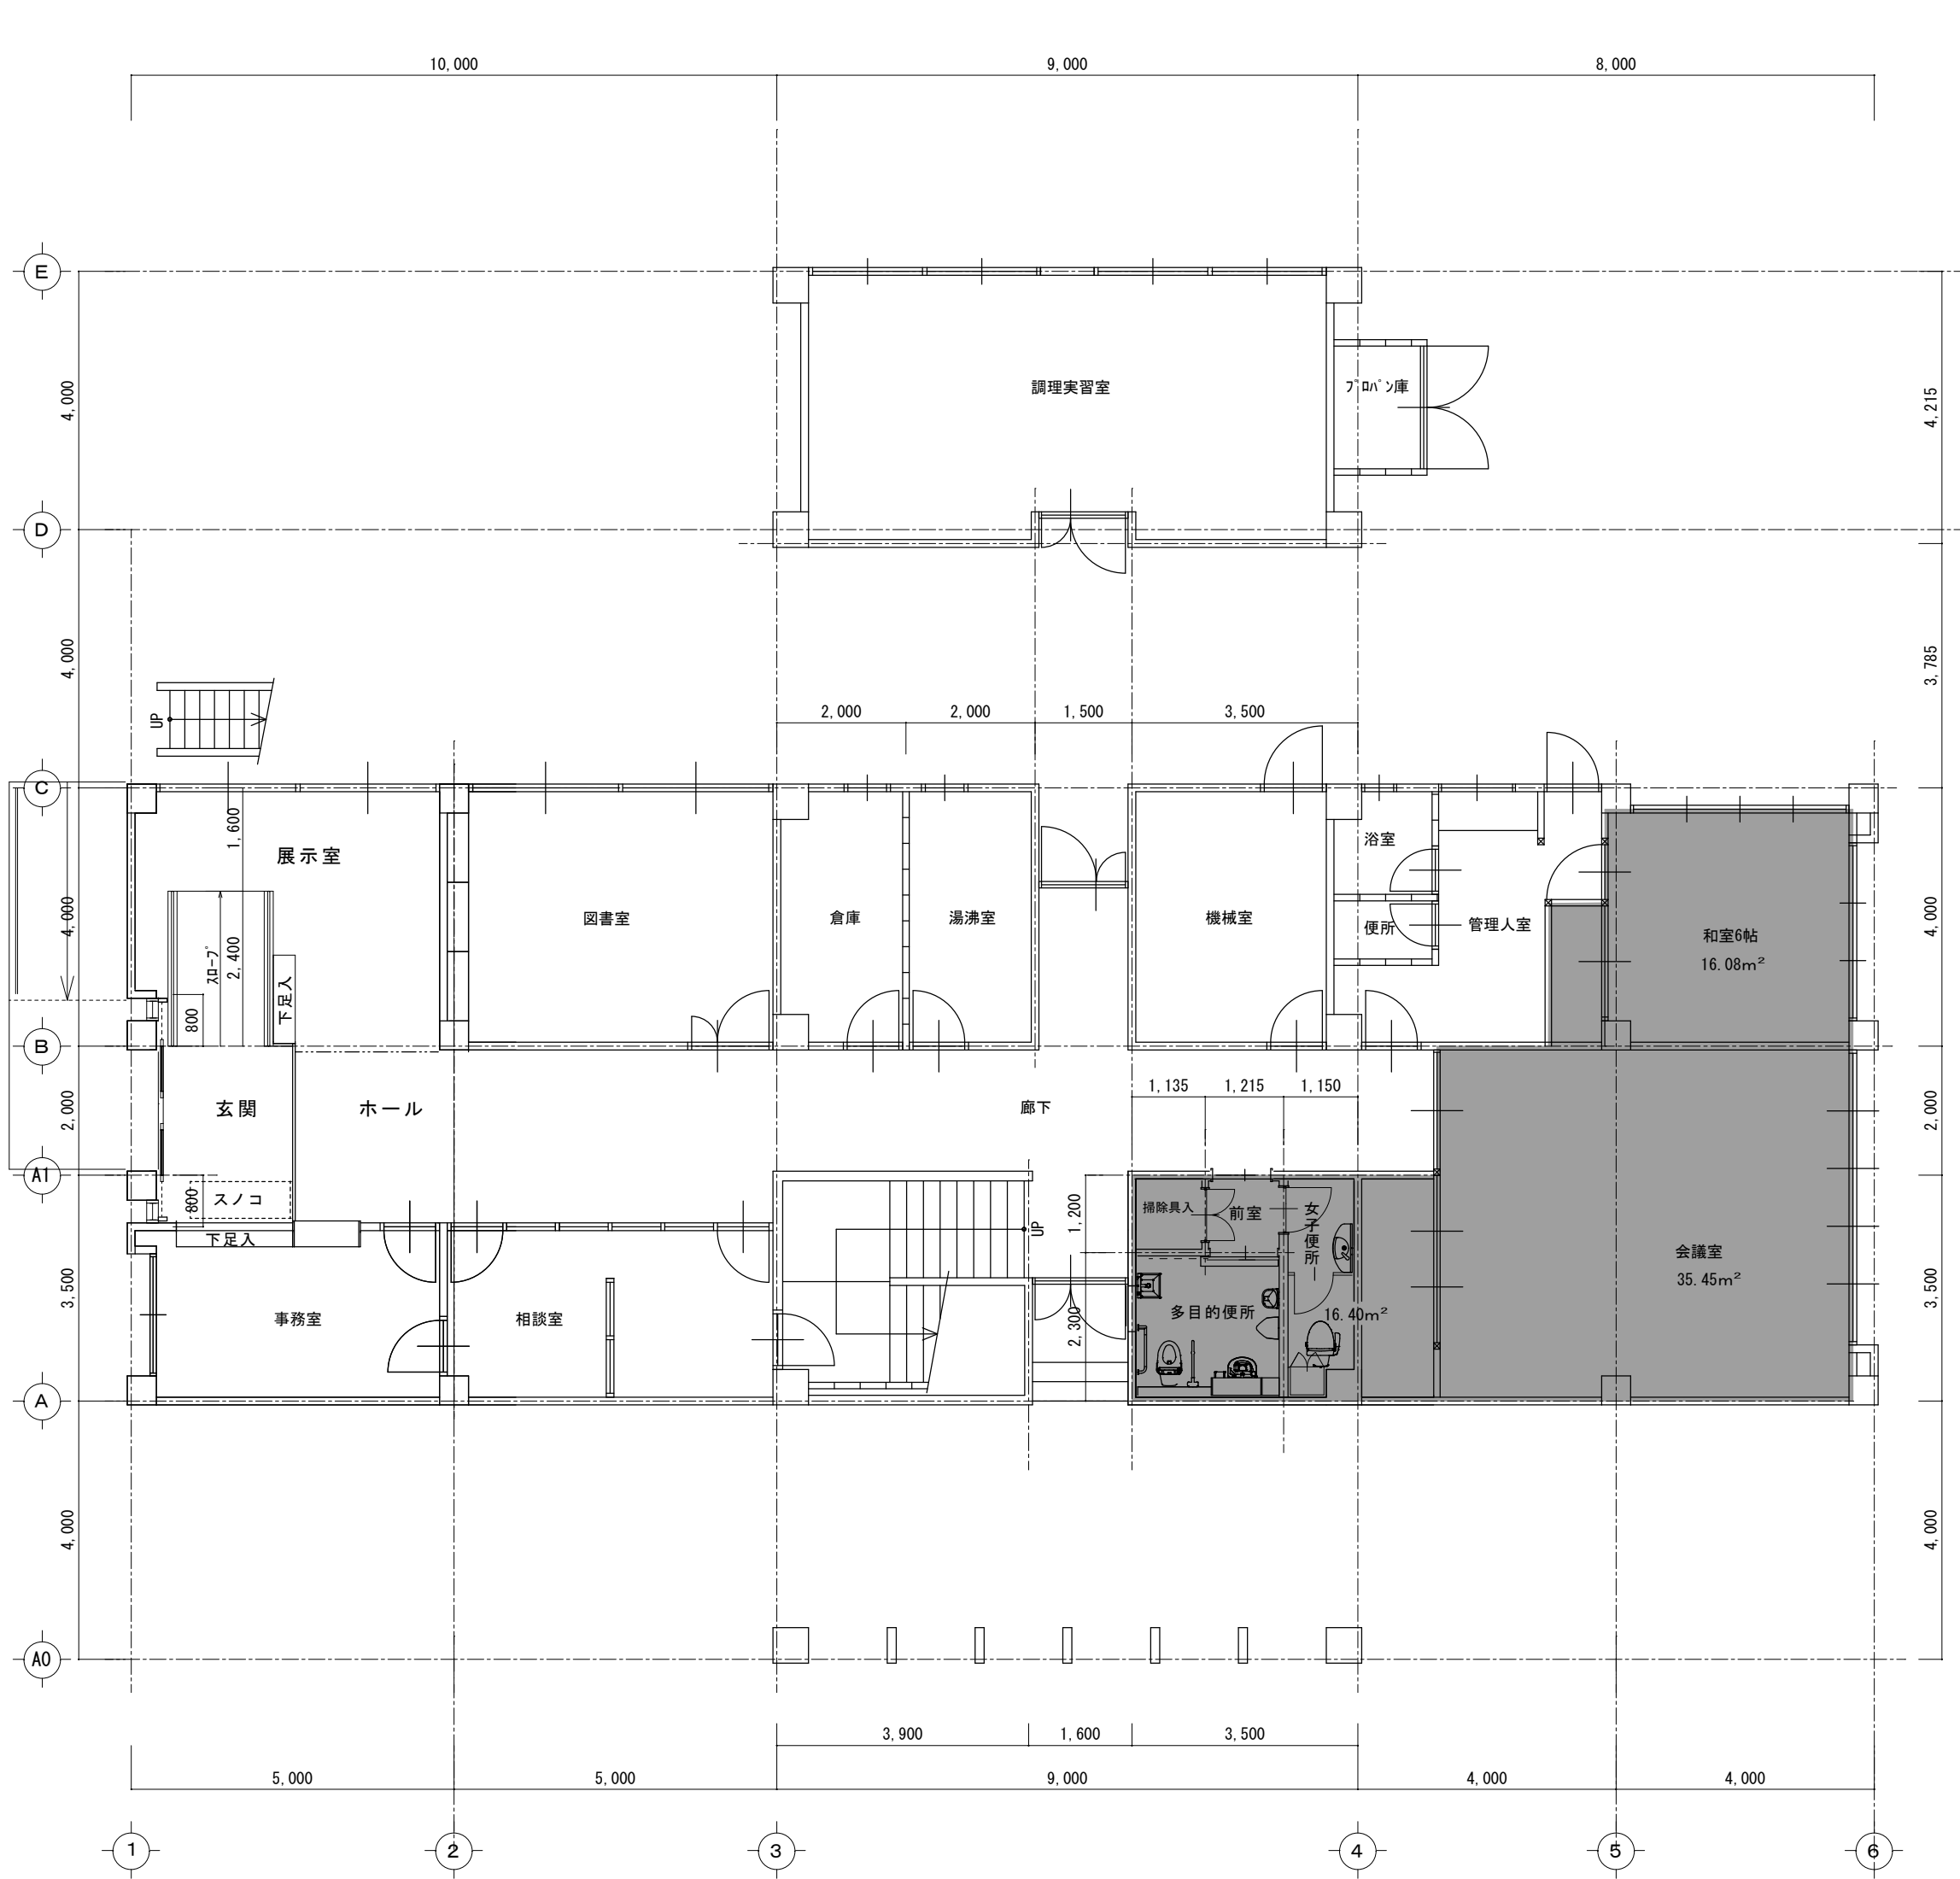 10,000
9,000
8,000
E
4,000
調理実習室
ﾌﾟﾛﾊﾟﾝ庫
4,215
D
4,000
3,785
UP
2,000
2,000
1,500
3,500
C
1,600
展示室
浴室
4,000
ｽﾛｰﾌﾟ
2,400
下足入
800
図書室
倉庫
湯沸室
機械室
便所
管理人室
和室6帖
16.08m²
4,000
B
2,000
玄関
ホール
廊下
1,135
1,215
1,150
2,000
A1
800
スノコ
下足入
1,200
UP
掃除具入
前室
女子便所
会議室
35.45m²
3,500
事務室
相談室
2,300
多目的便所
16.40m²
3,500
A
4,000
4,000
A0
3,900
1,600
3,500
5,000
5,000
9,000
4,000
4,000
1
2
3
4
5
6